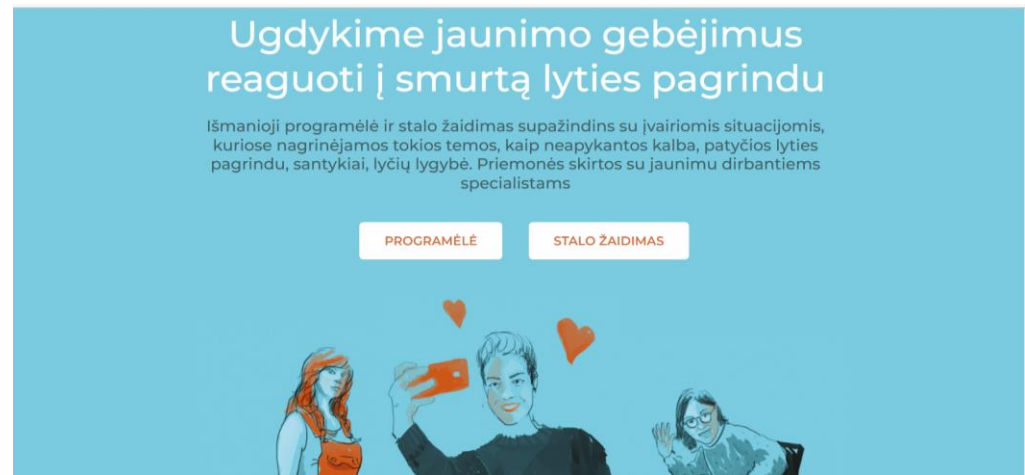 Ugdykime jaunimo gebėjimus
reaguoti į smurtą lyties pagrindu
Išmanioji programėlė ir stalo žaidimas supažindins su įvairiomis situacijomis,
kuriose nagrinėjamos tokios temos, kaip neapykantos kalba, patyčios lyties
pagrindu, santykiai, lyčių lygybė. Priemonės skirtos su jaunimu dirbantiems
specialistams
PROGRAMĖLĖ STALO ŽAIDIMAS